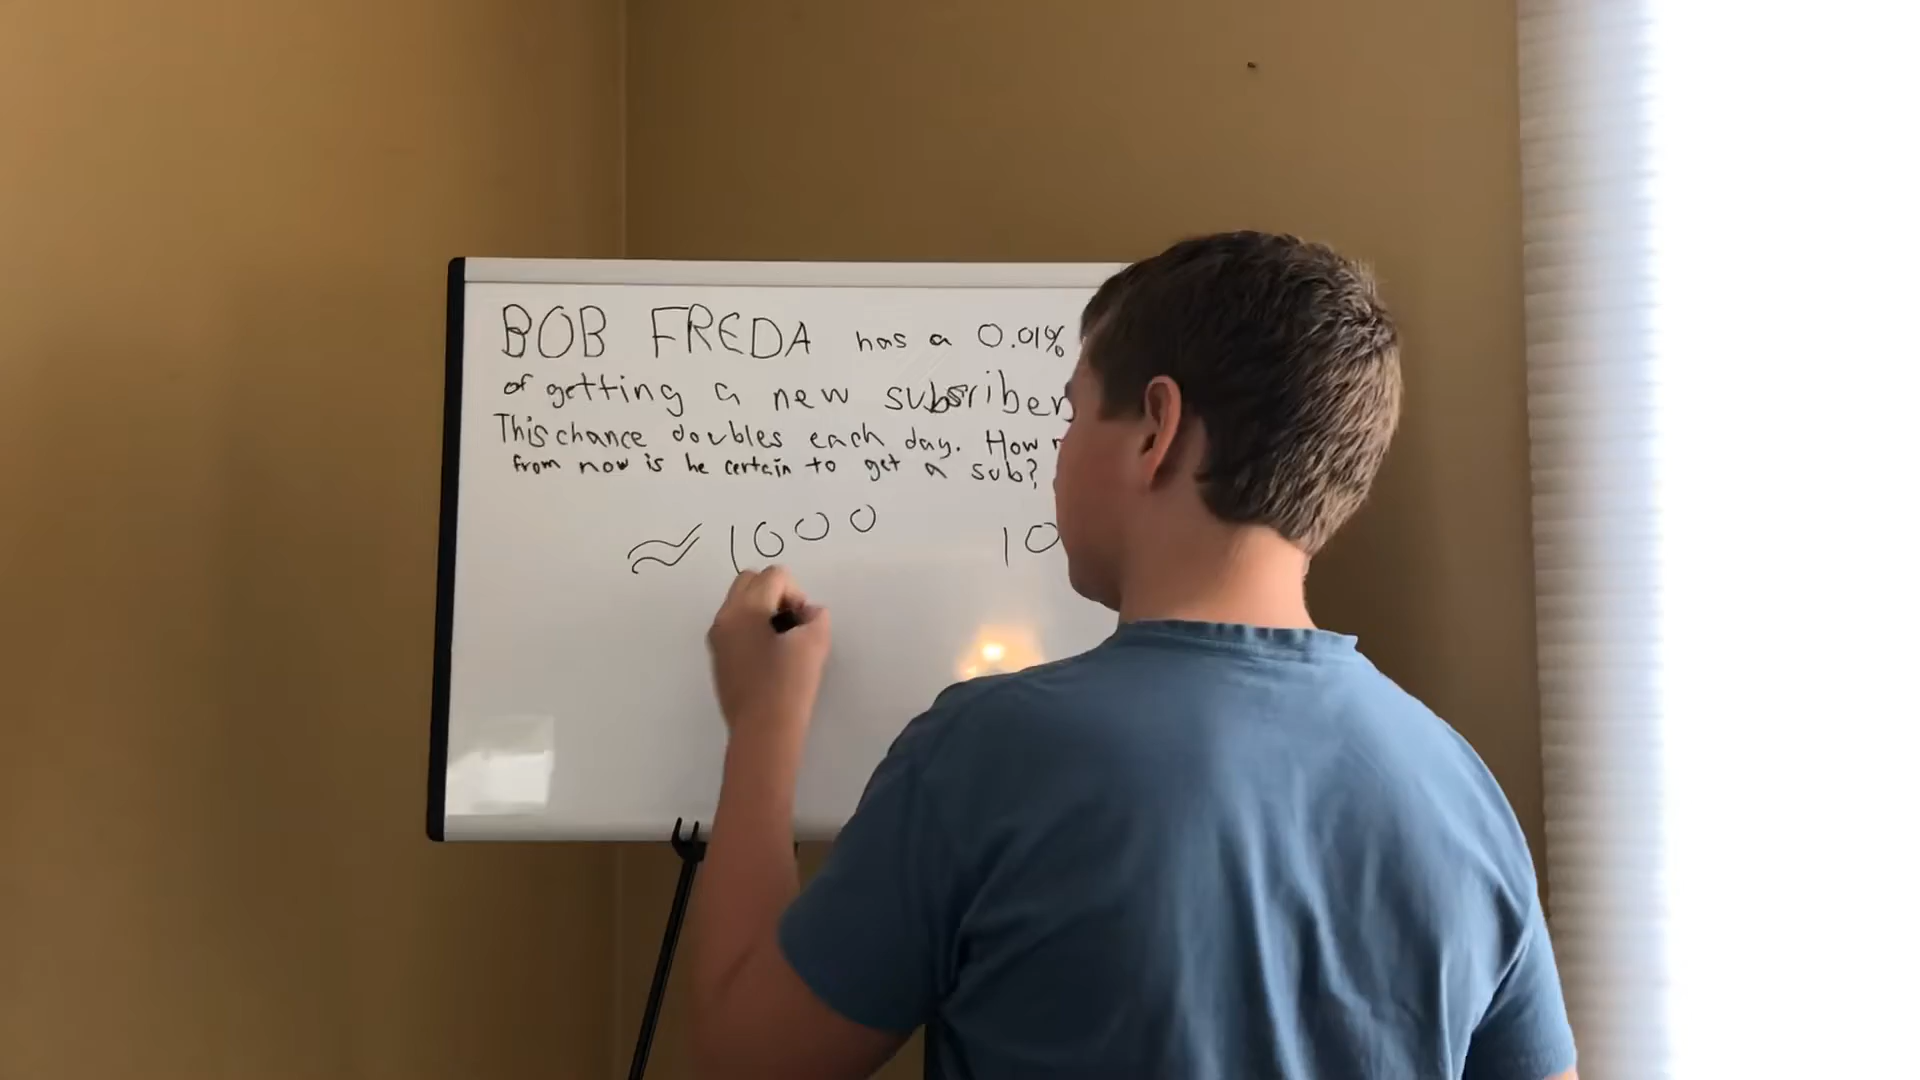 BOB FREDA has a 0.01%
of getting a new subsriber
This chance doubles each day. How
from now is he certain to get a sub?
≈ 1000 10